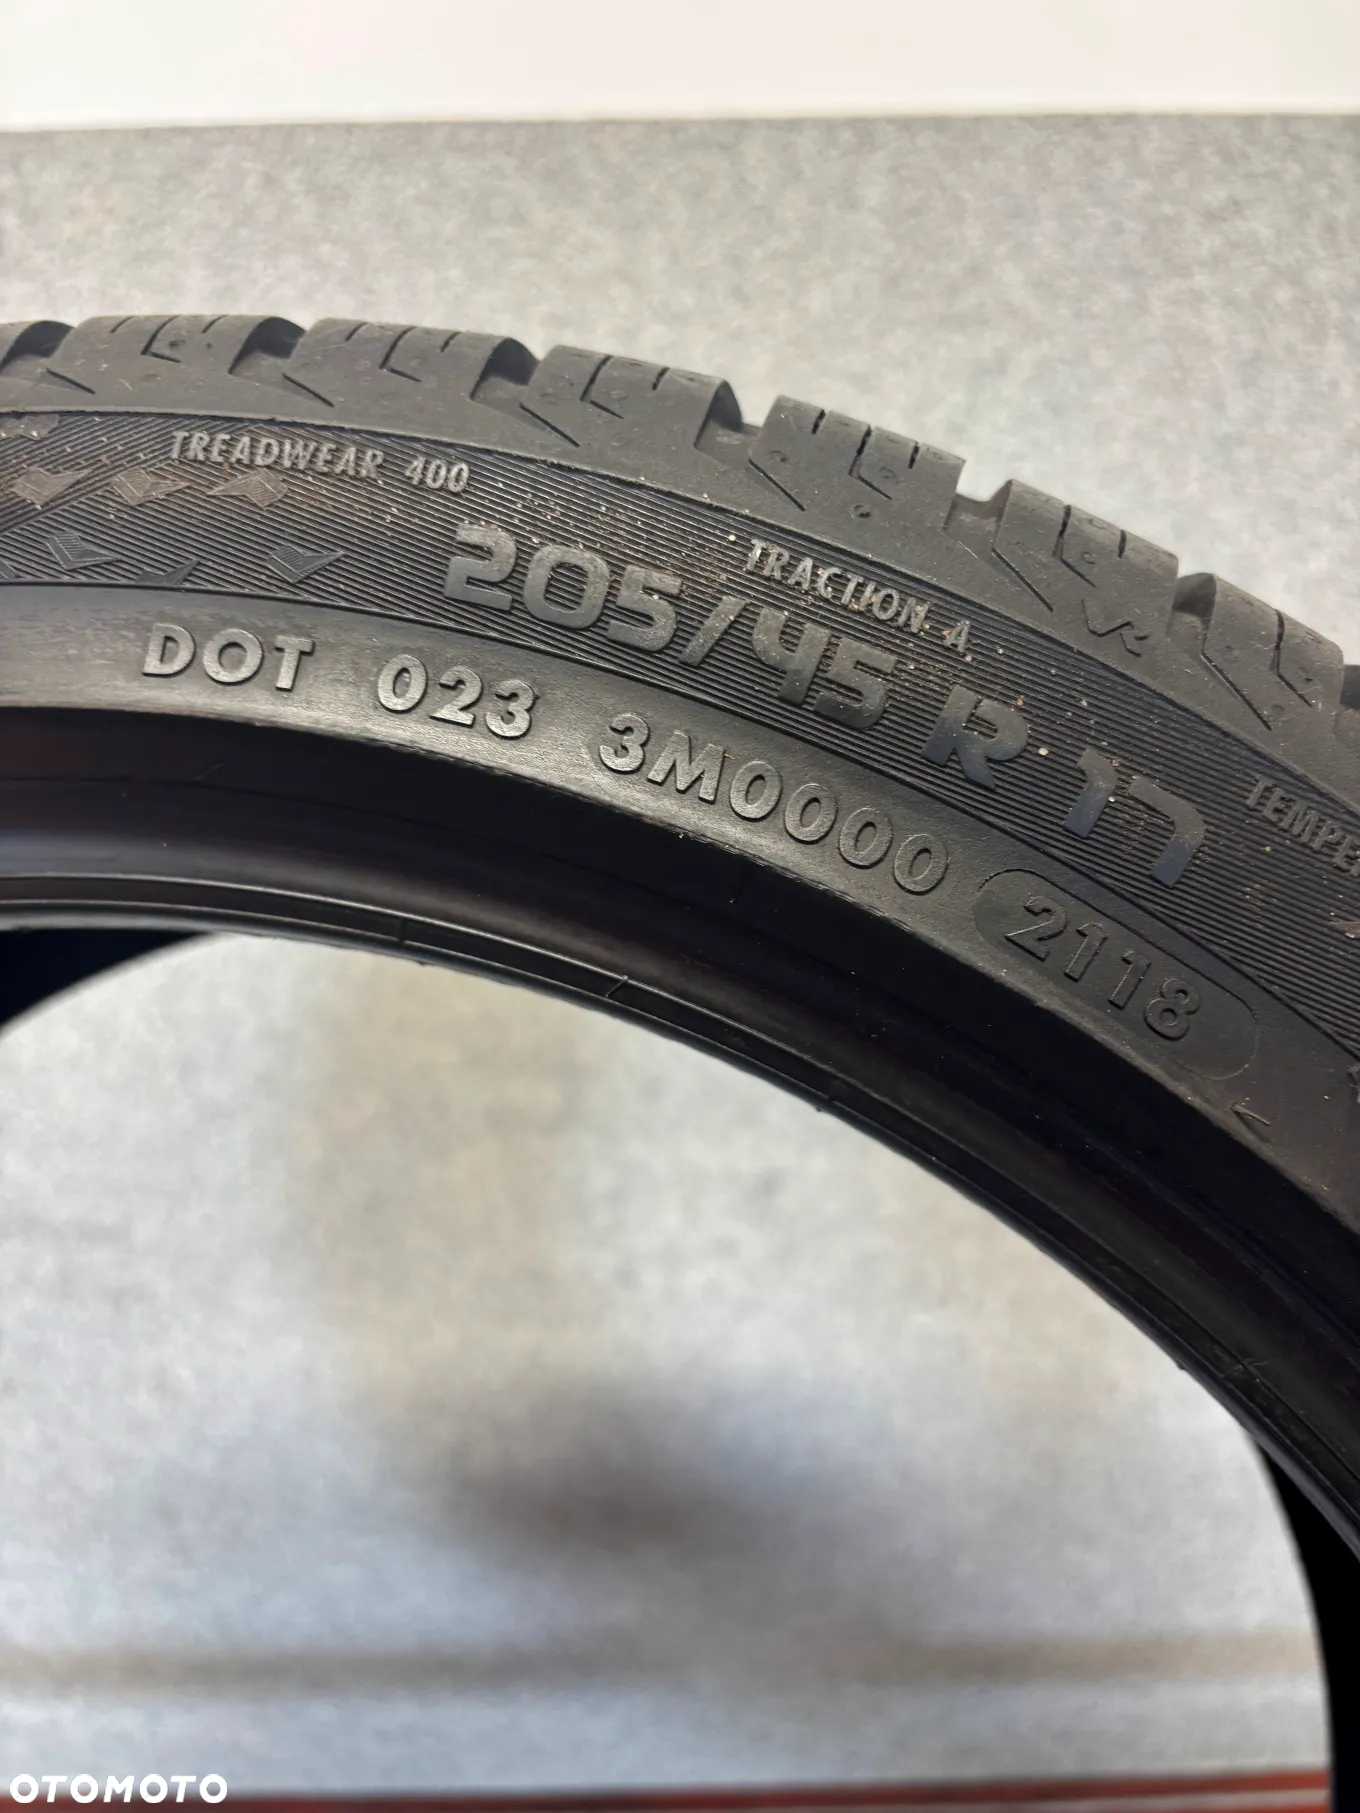 TREADWEAR 400
TRACTION A
205/45 R 17
DOT 023 3M0000 2118
OTOMOTO